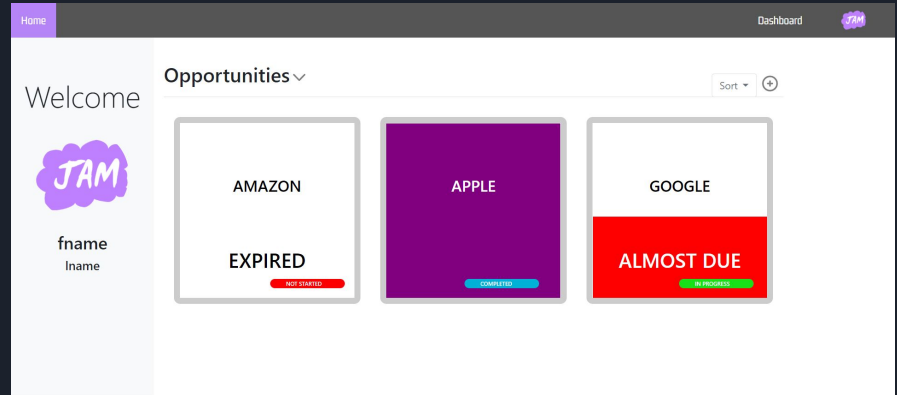 Home
Dashboard
JAM
Welcome
JAM
fname
lname
Opportunities
Sort
AMAZON
EXPIRED
NOT STARTED
APPLE
COMPLETED
GOOGLE
ALMOST DUE
IN PROGRESS